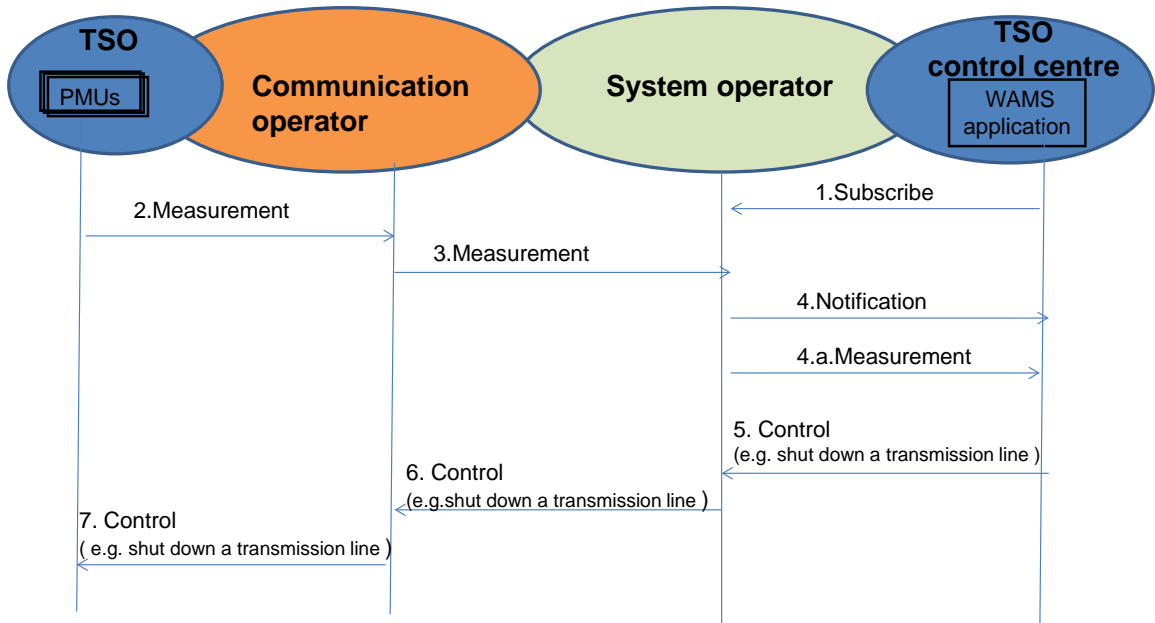 TSO
PMUs
Communication
operator
System operator
TSO
control centre
WAMS
application
1.Subscribe
2.Measurement
3.Measurement
4.Notification
4.a.Measurement
5. Control
(e.g. shut down a transmission line )
6. Control
(e.g.shut down a transmission line )
7. Control
( e.g. shut down a transmission line )